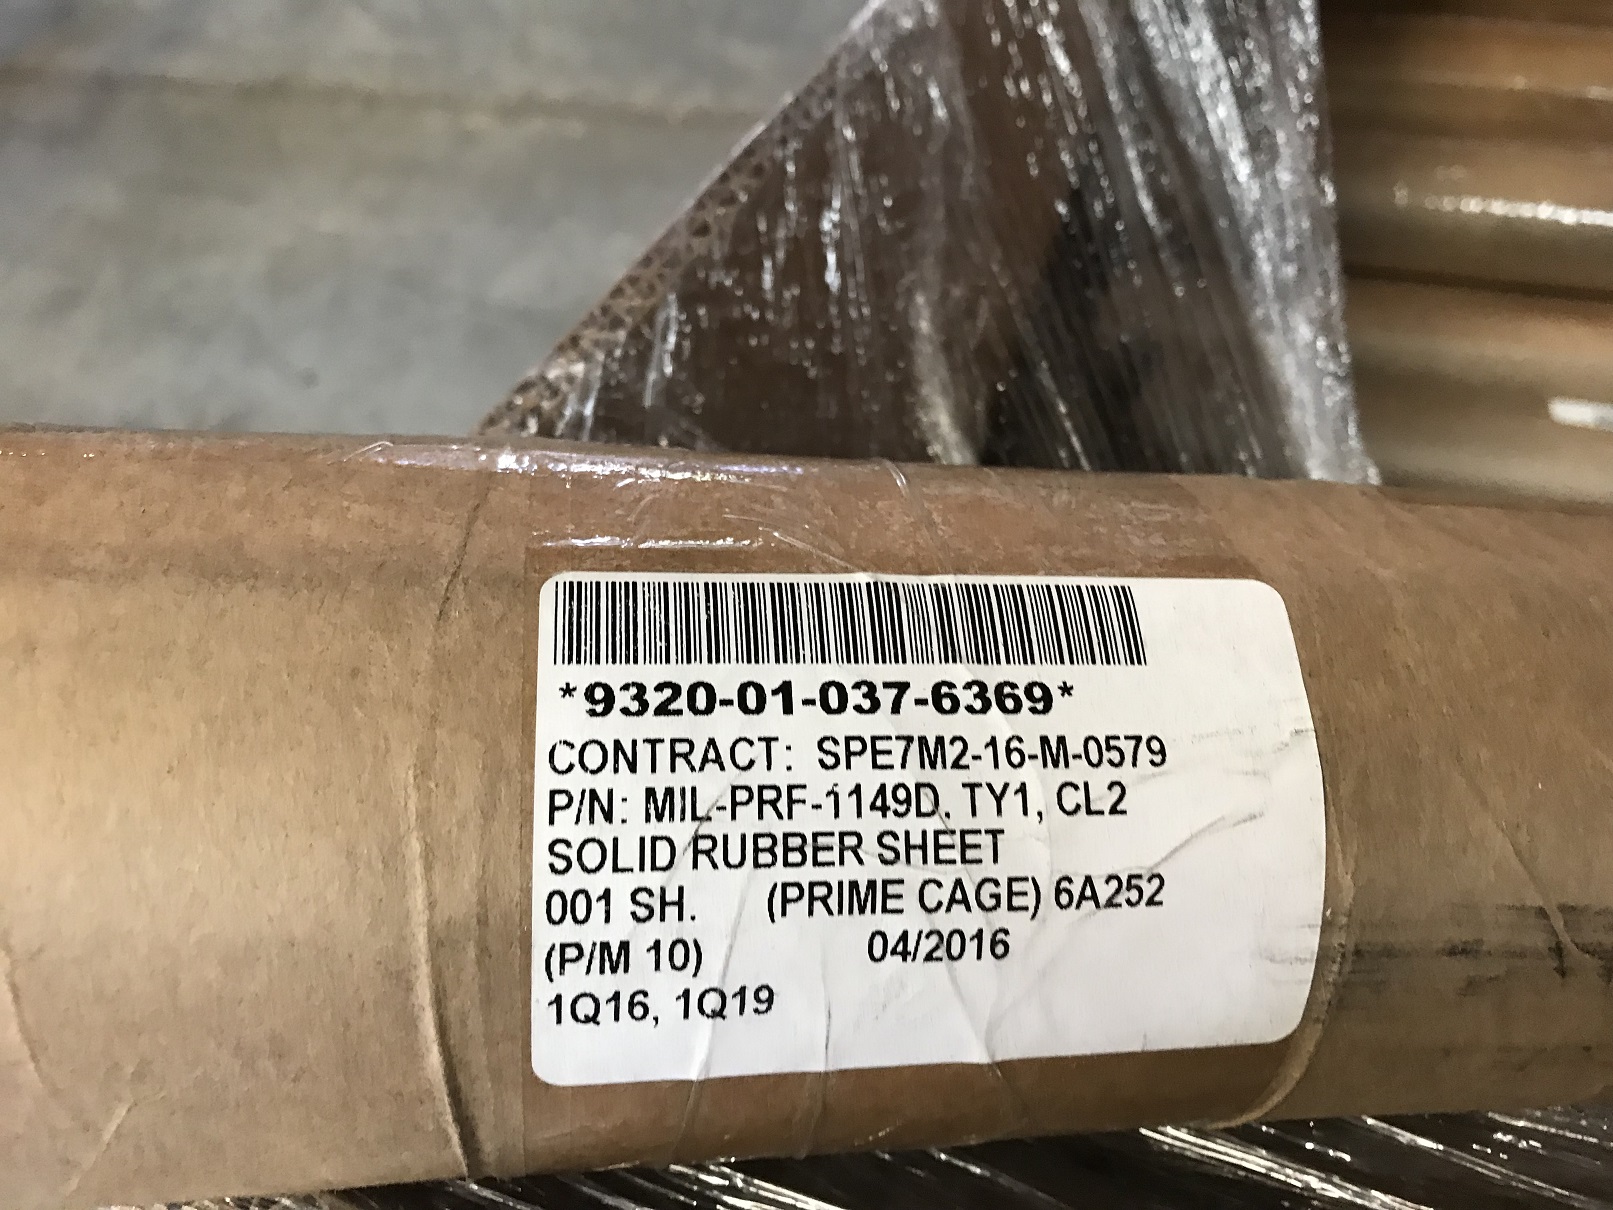 *9320-01-037-6369*
CONTRACT: SPE7M2-16-M-0579
P/N: MIL-PRF-1149D, TY1, CL2
SOLID RUBBER SHEET
001 SH. (PRIME CAGE) 6A252
(P/M 10) 04/2016
1Q16, 1Q19